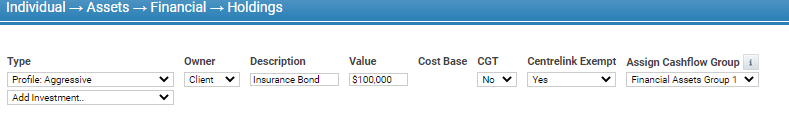 Individual → Assets → Financial → Holdings
Type Owner Description Value Cost Base CGT Centrelink Exempt Assign Cashflow Group i
Profile: Aggressive Client Insurance Bond $100,000 No Yes Financial Assets Group 1
Add Investment..